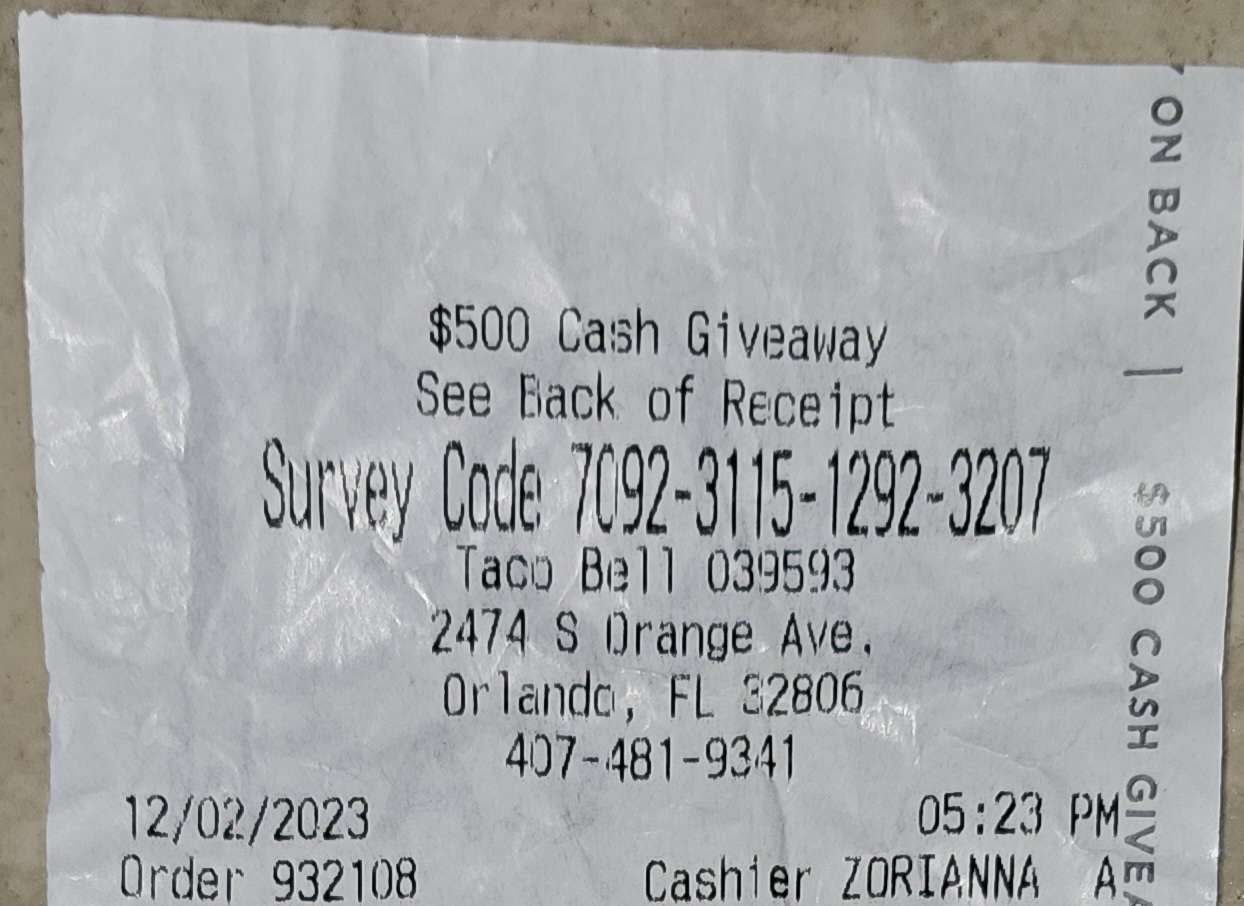 $500 Cash Giveaway
See Back of Receipt
Survey Code 7092-3115-1292-3207
Taco Bell 039593
2474 S Orange Ave.
Orlando, FL 32806
407-481-9341
12/02/2023 05:23 PM
Order 932108 Cashier ZORIANNA A
ON BACK | $500 CASH GIVEA